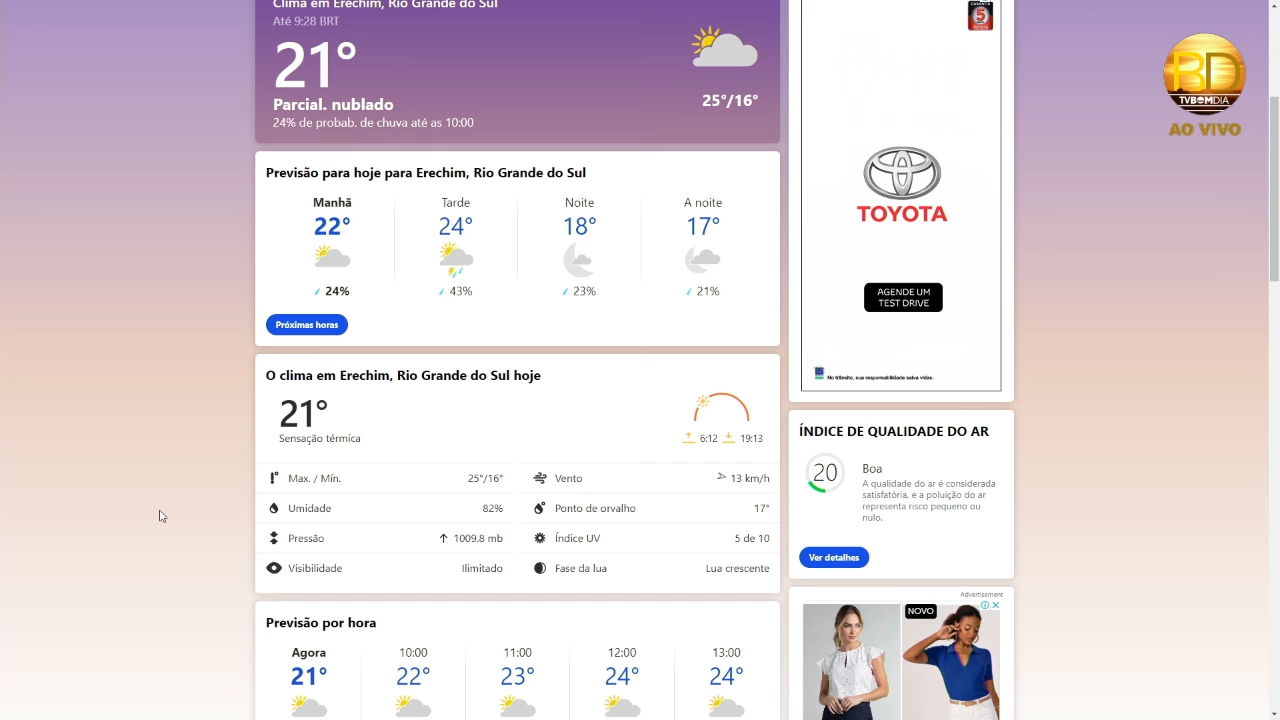 Clima em Erechim, Rio Grande do Sul
Até 9:28 BRT
21°
Parcial. nublado
24% de probab. de chuva até as 10:00
25°/16°
Previsão para hoje para Erechim, Rio Grande do Sul
Manhã Tarde Noite A noite
22° 24° 18° 17°
24% 43% 23% 21%
Próximas horas
O clima em Erechim, Rio Grande do Sul hoje
21°
Sensação térmica
6:12 19:13
Max. / Mín. 25°/16° Vento 13 km/h
Umidade 82% Ponto de orvalho 17°
Pressão 1009.8 mb Índice UV 5 de 10
Visibilidade Ilimitado Fase da lua Lua crescente
Previsão por hora
Agora 10:00 11:00 12:00 13:00
21° 22° 23° 24° 24°
5
TOYOTA
AGENDE UM
TEST DRIVE
No trânsito, sua responsabilidade salva vidas.
ÍNDICE DE QUALIDADE DO AR
20
Boa
A qualidade do ar é considerada
satisfatória, e a poluição do ar
representa risco pequeno ou
nulo.
Ver detalhes
Advertisement
NOVO
BD
TVBOMDIA
AO VIVO